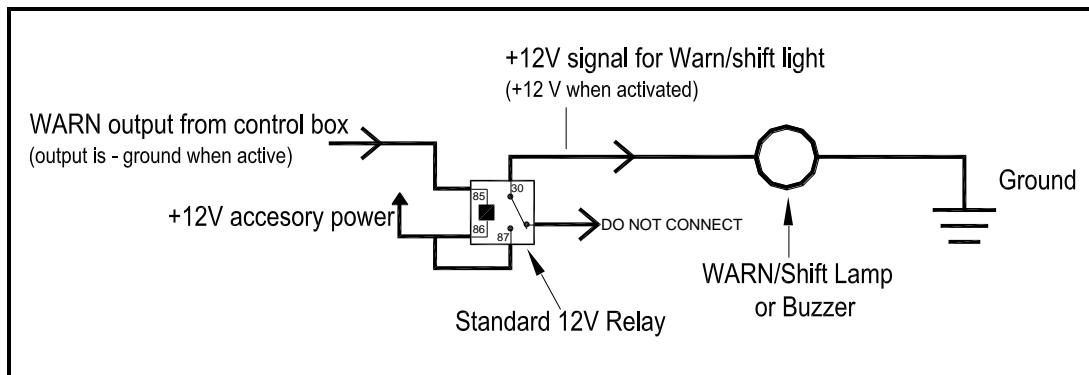 +12V signal for Warn/shift light
(+12 V when activated)
WARN output from control box
(output is - ground when active)
+12V accesory power
85
30
86
87
DO NOT CONNECT
Ground
WARN/Shift Lamp
or Buzzer
Standard 12V Relay